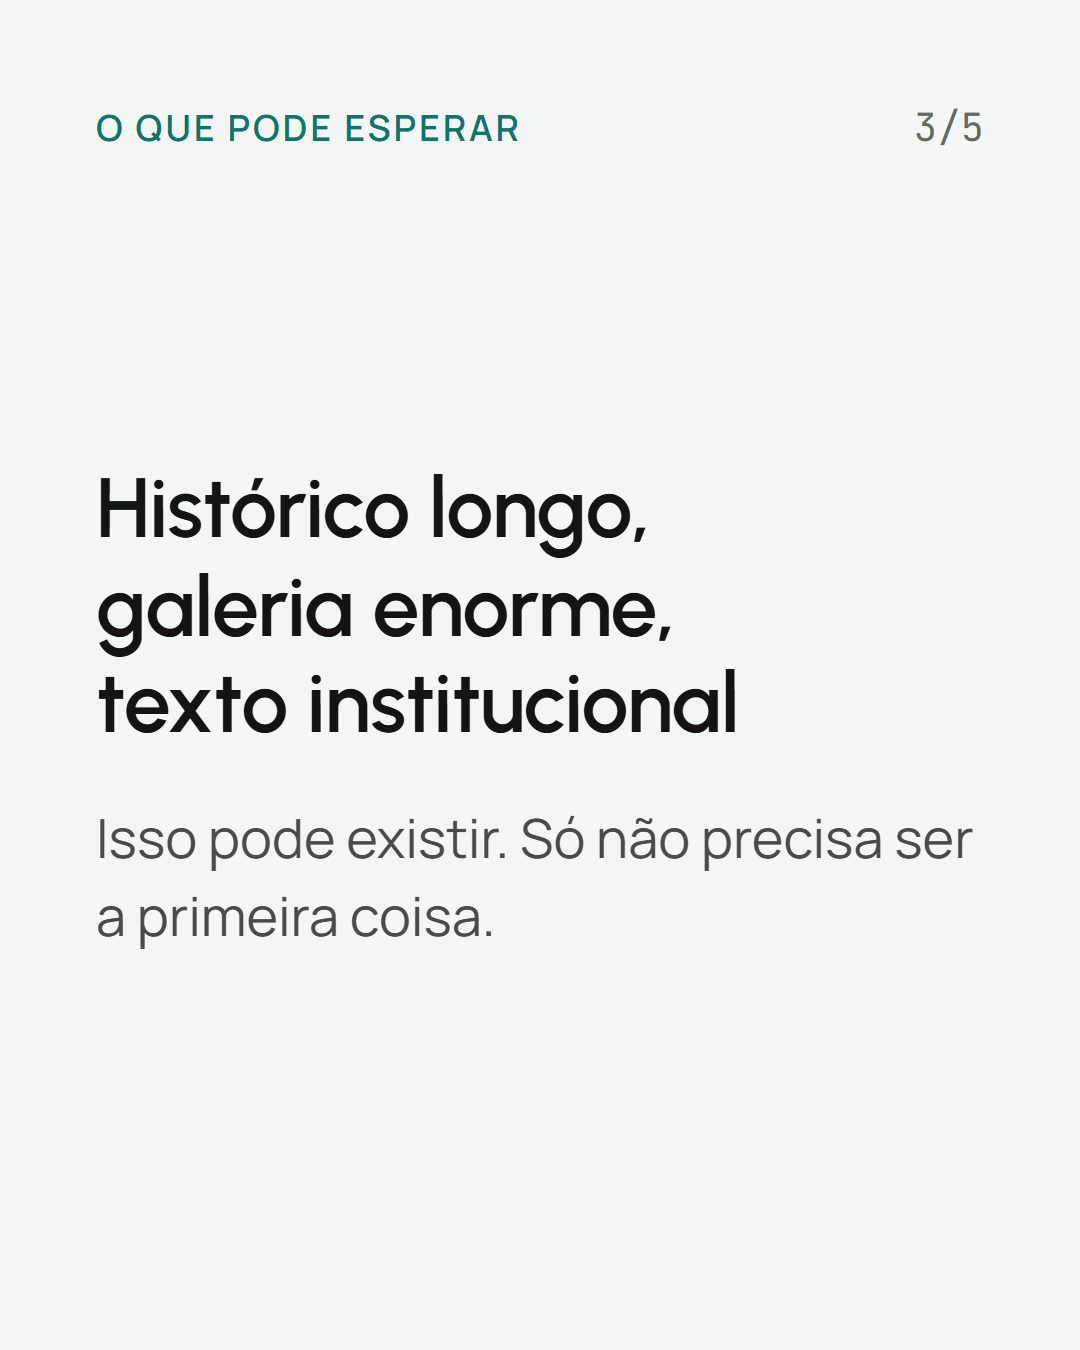 O QUE PODE ESPERAR
3/5
Histórico longo,
galeria enorme,
texto institucional
Isso pode existir. Só não precisa ser
a primeira coisa.